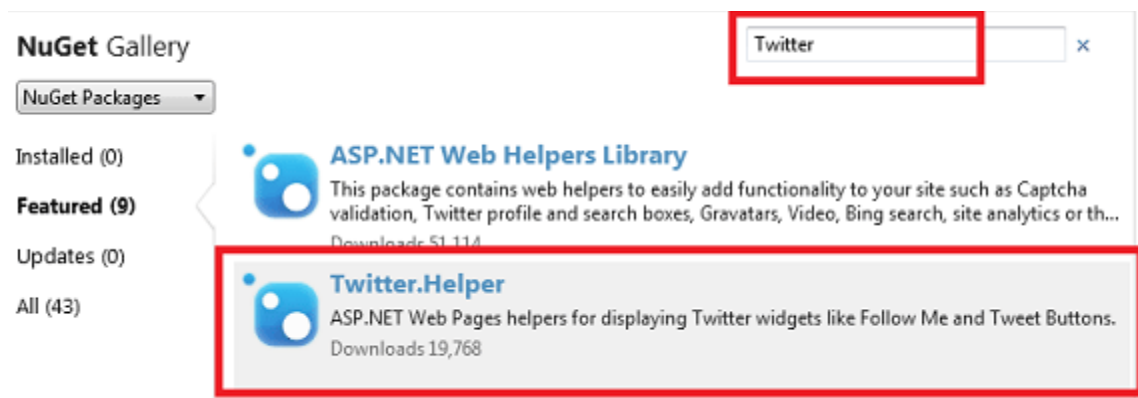 NuGet Gallery
Twitter
×
NuGet Packages
Installed (0)
Featured (9)
Updates (0)
All (43)
ASP.NET Web Helpers Library
This package contains web helpers to easily add functionality to your site such as Captcha
validation, Twitter profile and search boxes, Gravatars, Video, Bing search, site analytics or th...
Downloads 51,114
Twitter.Helper
ASP.NET Web Pages helpers for displaying Twitter widgets like Follow Me and Tweet Buttons.
Downloads 19,768